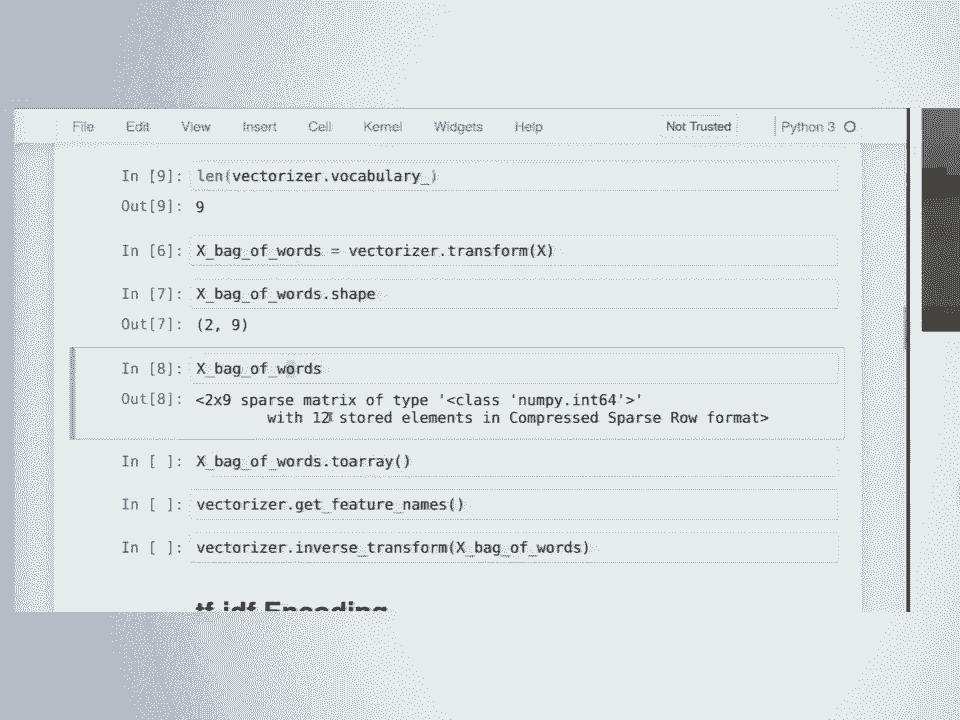 File Edit View Insert Cell Kernel Widgets Help Not Trusted Python 3
In [9]: len(vectorizer.vocabulary_)
Out[9]: 9
In [6]: X_bag_of_words = vectorizer.transform(X)
In [7]: X_bag_of_words.shape
Out[7]: (2, 9)
In [8]: X_bag_of_words
Out[8]: <2x9 sparse matrix of type '<class 'numpy.int64'>'
with 12 stored elements in Compressed Sparse Row format>
In [ ]: X_bag_of_words.toarray()
In [ ]: vectorizer.get_feature_names()
In [ ]: vectorizer.inverse_transform(X_bag_of_words)
tf-idf Encoding